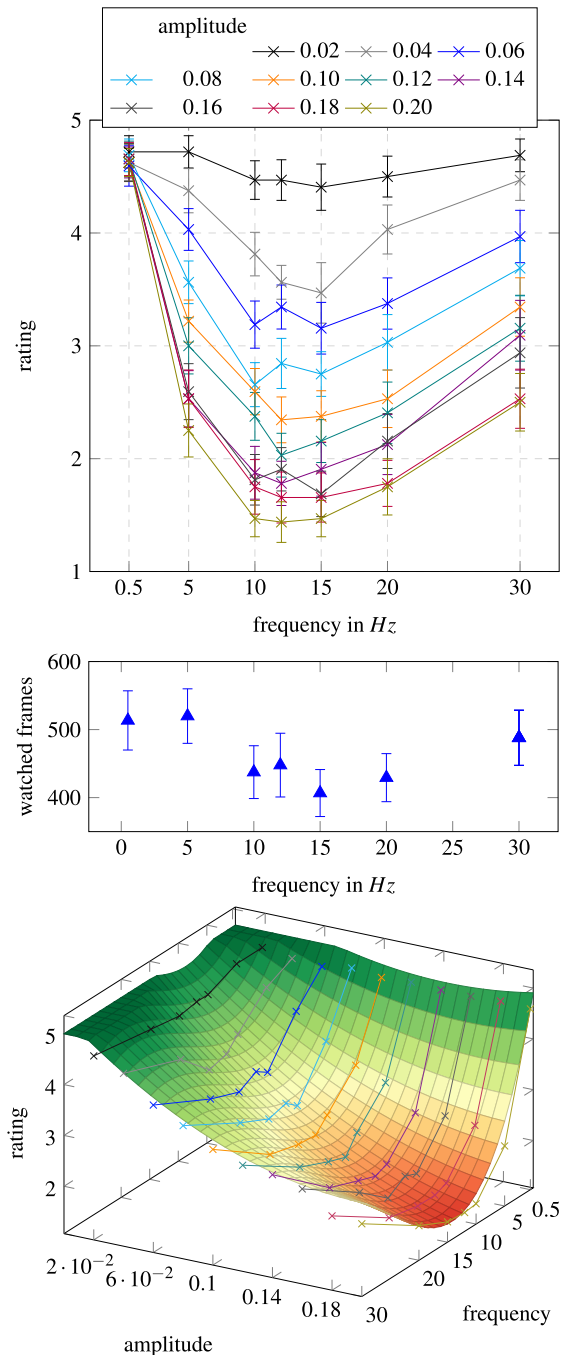 amplitude
0.02 0.04 0.06
0.08 0.10 0.12 0.14
0.16 0.18 0.20
5
4
3
2
1
rating
0.5 5 10 12 15 20 30
frequency in Hz
600
500
400
watched frames
0 5 10 15 20 25 30
frequency in Hz
5
4
3
2
rating
2 · 10⁻²
6 · 10⁻²
0.1
0.14
0.18
amplitude
0.5
5
10
15
20
30
frequency